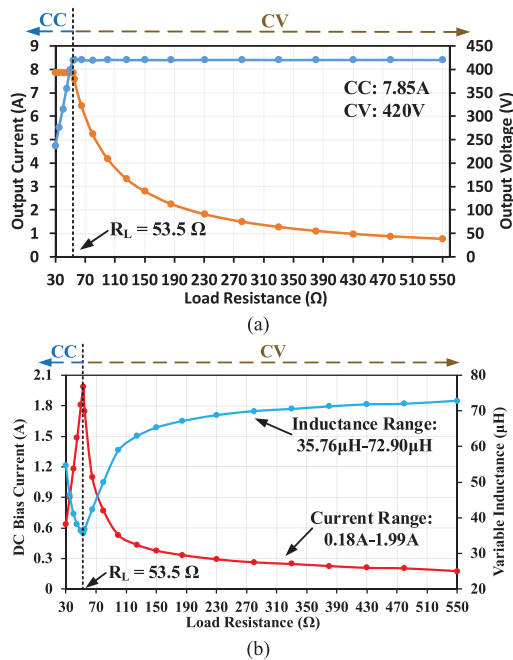 CC CV
9 450
8 400
7 350
6 300
5 250
4 200
3 150
2 100
1 50
0 0
Output Current (A)
Output Voltage (V)
CC: 7.85A
CV: 420V
R_L = 53.5 Ω
30 70 100 150 190 230 270 310 350 390 430 470 510 550
Load Resistance (Ω)
(a)
CC CV
2.1 80
1.8 70
1.5 60
1.2 50
0.9 40
0.6 30
0.3 20
0
DC Bias Current (A)
Variable Inductance (μH)
Inductance Range:
35.76μH-72.90μH
Current Range:
0.18A-1.99A
R_L = 53.5 Ω
30 70 110 150 190 230 270 310 350 390 430 470 510 550
Load Resistance (Ω)
(b)